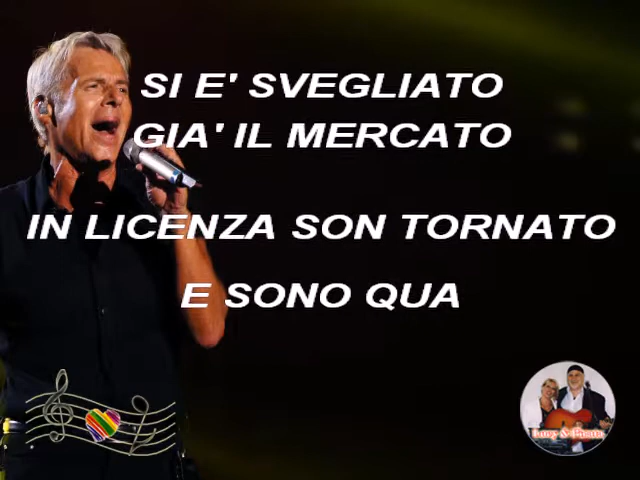 SI E' SVEGLIATO
GIA' IL MERCATO
IN LICENZA SON TORNATO
E SONO QUA